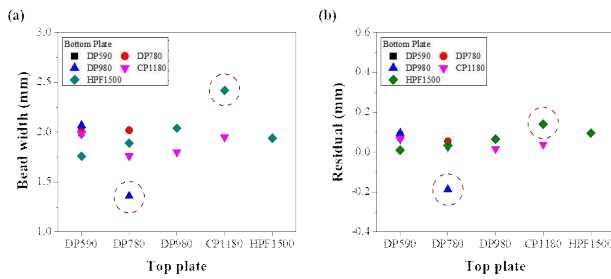 (a)
3.0
2.5
2.0
1.5
1.0
Bead width (mm)
Bottom Plate
DP590 DP780
DP980 CP1180
HPF1500
DP590 DP780 DP980 CP1180 HPF1500
Top plate
(b)
0.6
0.4
0.2
0.0
-0.2
-0.4
Residual (mm)
Bottom Plate
DP590 DP780
DP980 CP1180
HPF1500
DP590 DP780 DP980 CP1180 HPF1500
Top plate